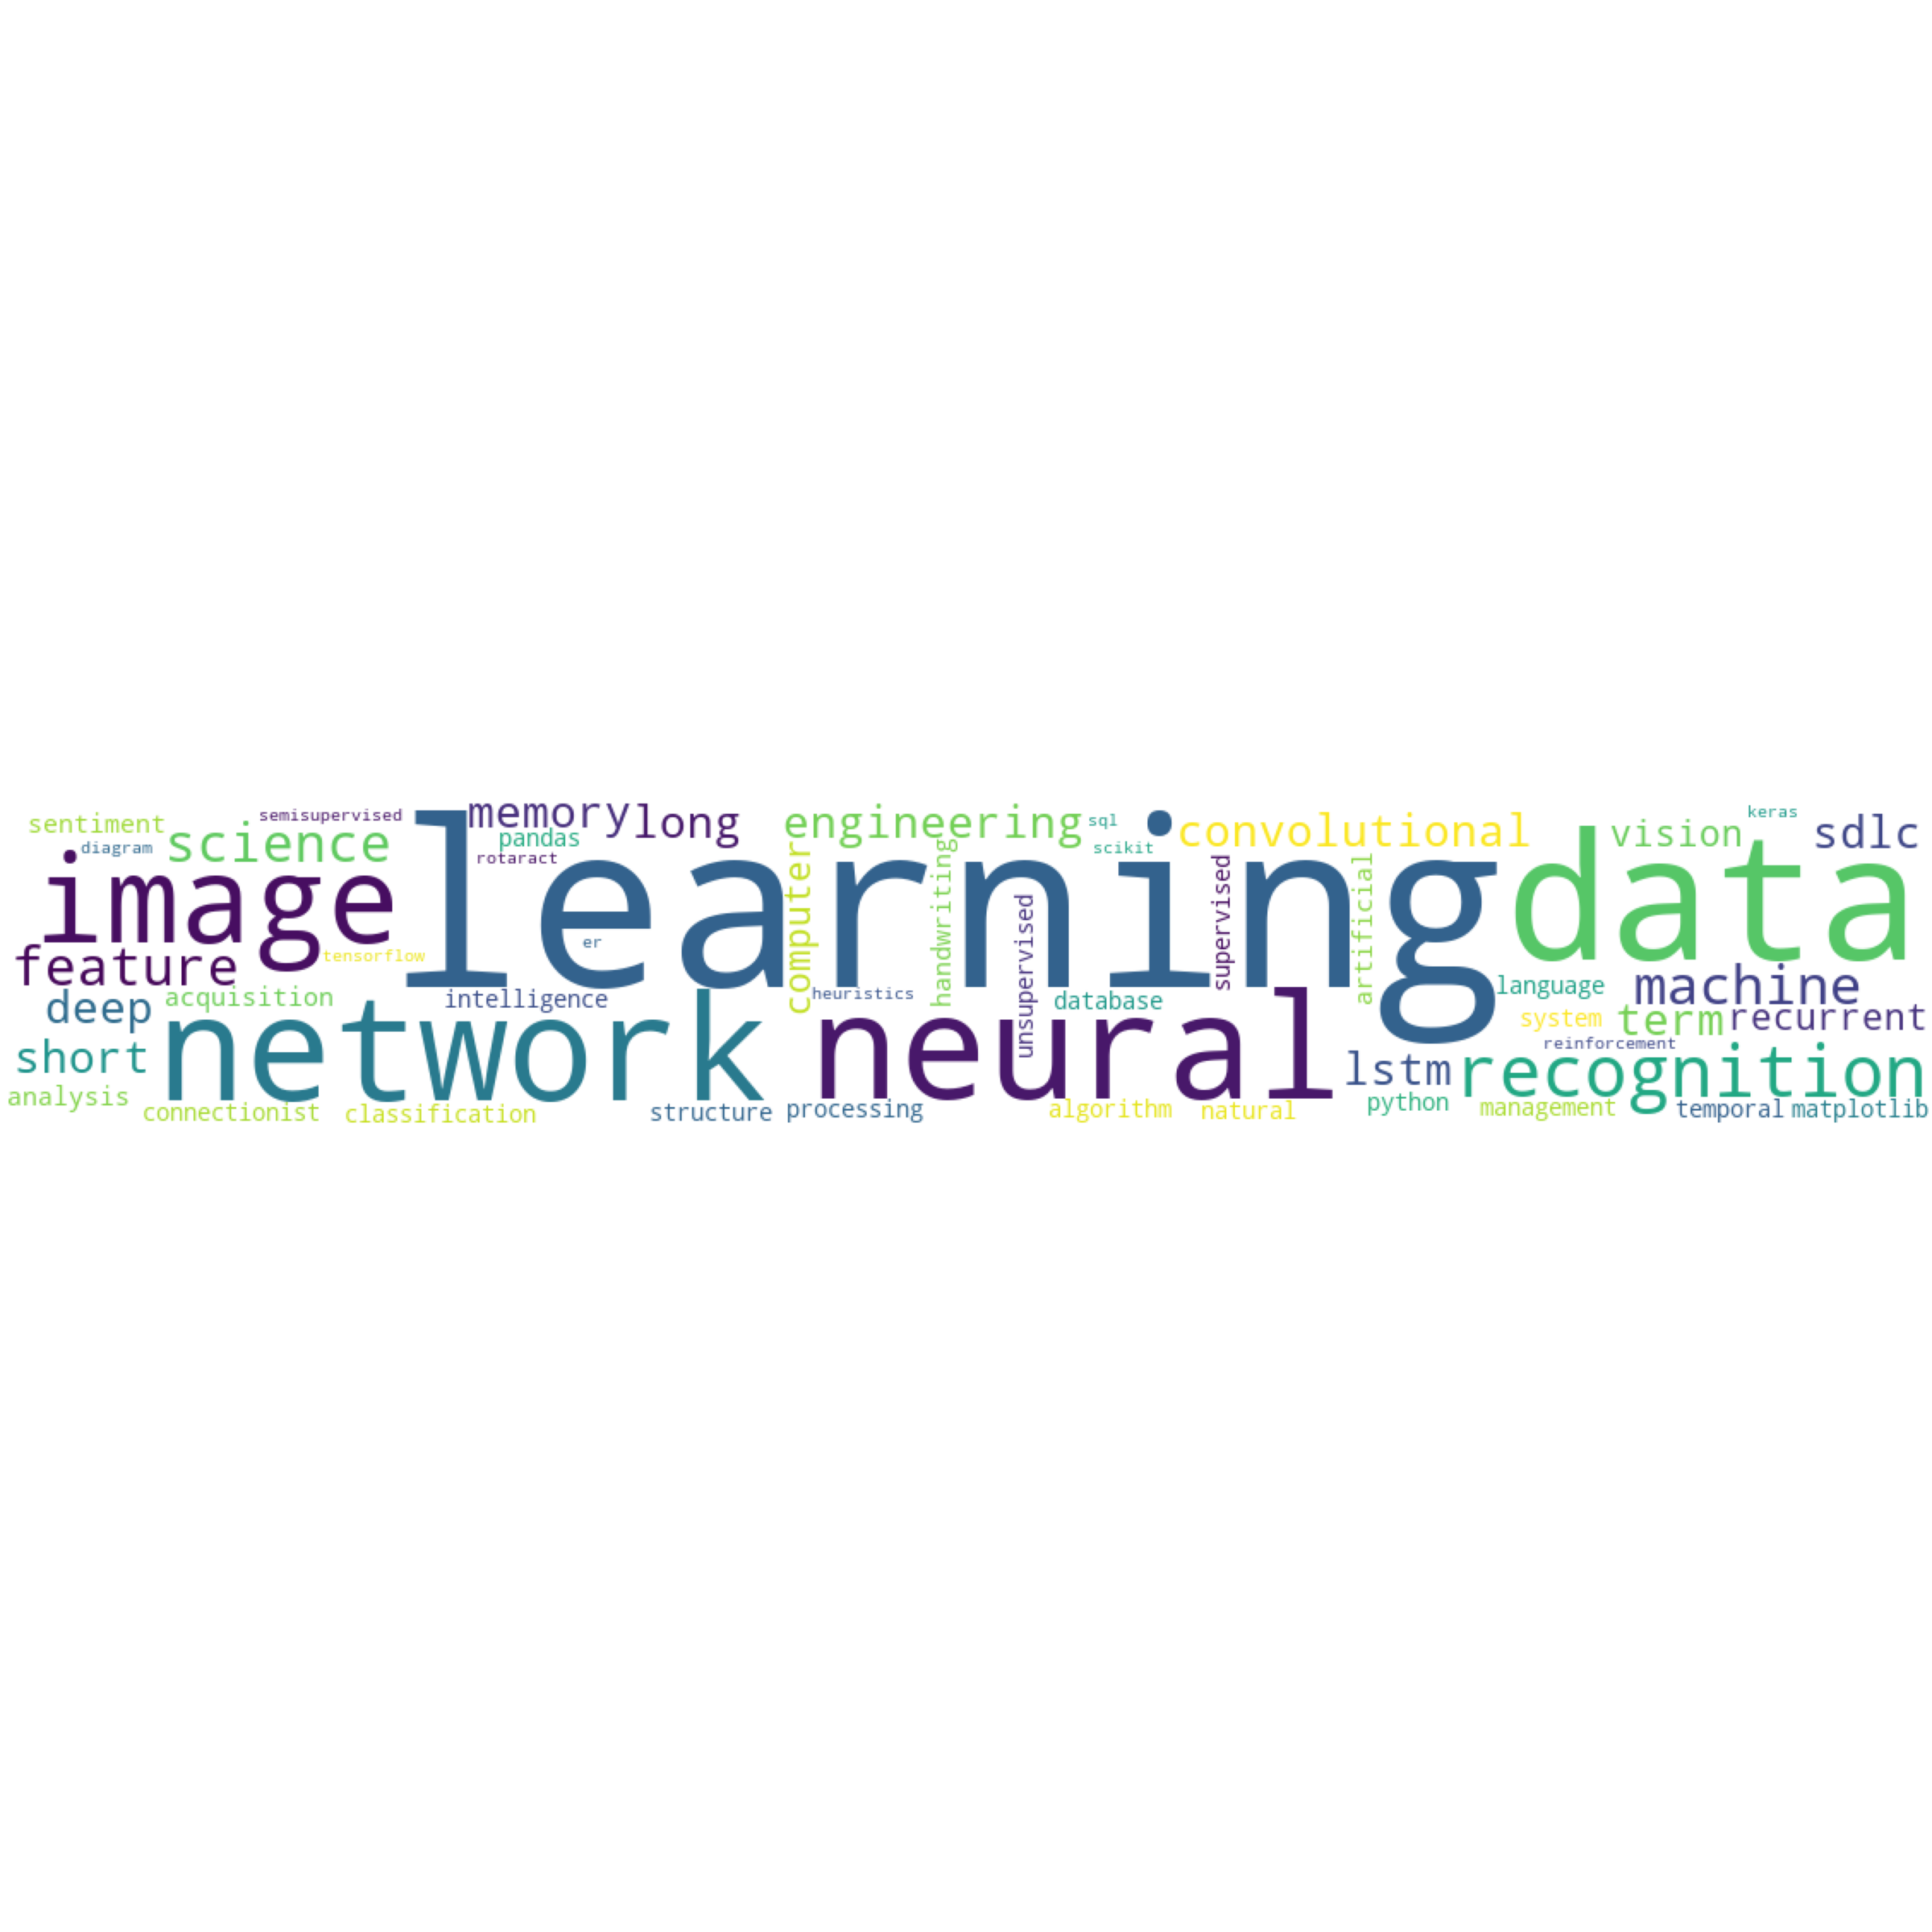 sentiment
semisupervised
memory
long
engineering
sql
convolutional
vision
keras
sdlc
diagram
science
pandas
rotaract
scikit
image
learning
data
computer
handwriting
unsupervised
supervised
artificial
feature
tensorflow
er
deep
acquisition
intelligence
heuristics
database
language
machine
network
neural
system
term
recurrent
short
reinforcement
lstm
recognition
analysis
connectionist
classification
structure
processing
algorithm
natural
python
management
temporal
matplotlib